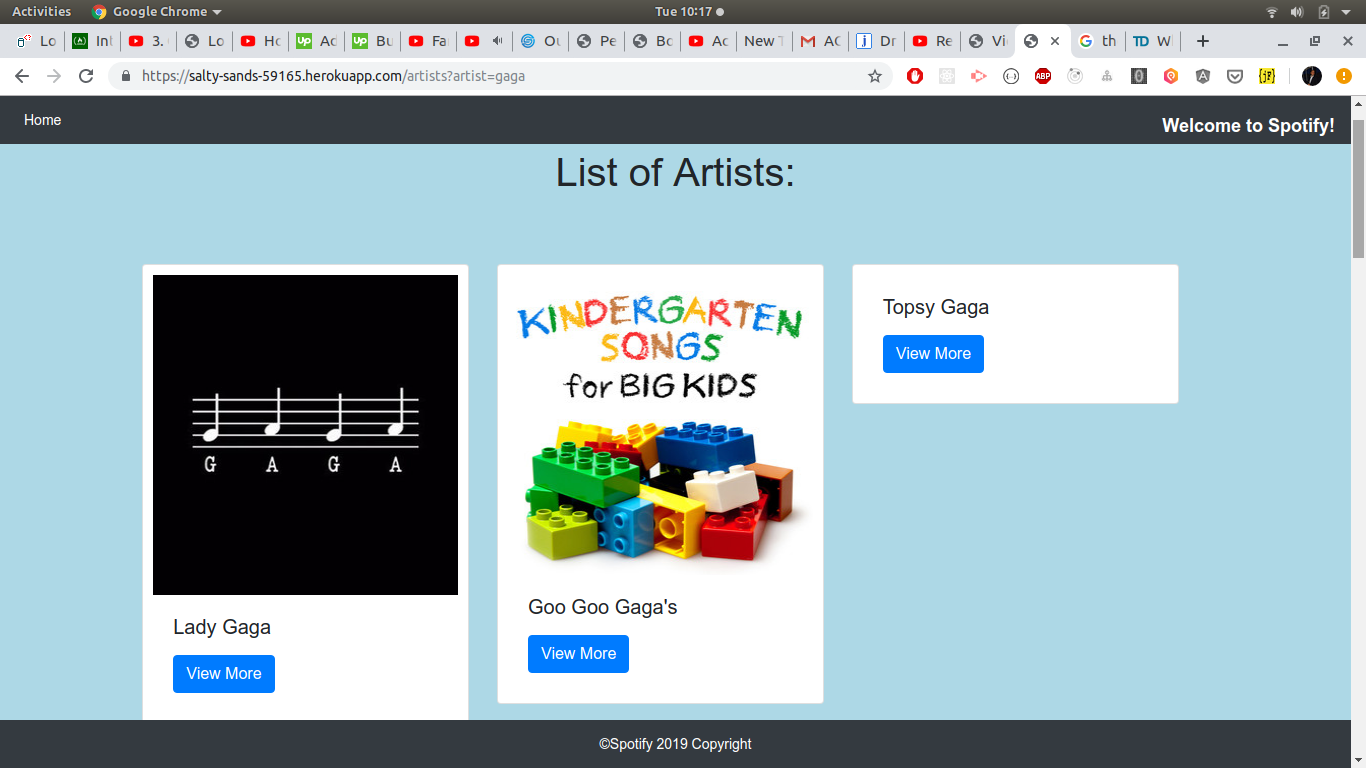 Activities Google Chrome Tue 10:17
Lo Int 3. Lo Ho Ac Bu Fa Ou Pe Bo Ac New T AC Dr Re Vi th W
https://salty-sands-59165.herokuapp.com/artists?artist=gaga
Home
Welcome to Spotify!
List of Artists:
G A G A
Lady Gaga
View More
KINDERGARTEN
SONGS
for BIG KIDS
Goo Goo Gaga's
View More
Topsy Gaga
View More
©Spotify 2019 Copyright